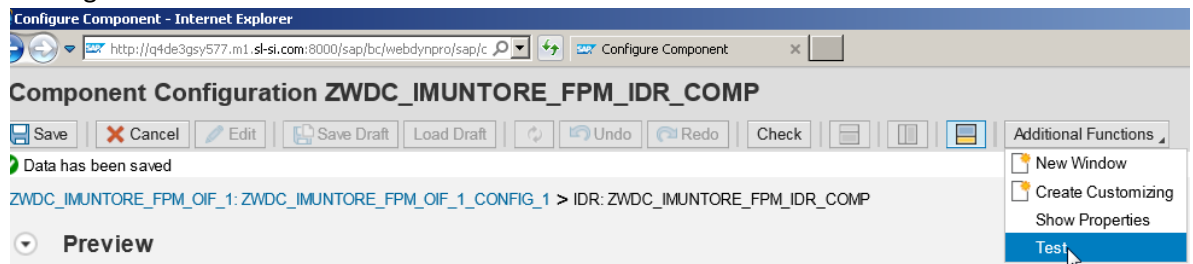 Configure Component - Internet Explorer
http://q4de3gsy577.m1.sl-si.com:8000/sap/bc/webdynpro/sap/c
Configure Component
Component Configuration ZWDC_IMUNTORE_FPM_IDR_COMP
Save Cancel Edit Save Draft Load Draft Undo Redo Check Additional Functions
Data has been saved
New Window
ZWDC_IMUNTORE_FPM_OIF_1: ZWDC_IMUNTORE_FPM_OIF_1_CONFIG_1 > IDR: ZWDC_IMUNTORE_FPM_IDR_COMP
Create Customizing
Show Properties
Preview
Test